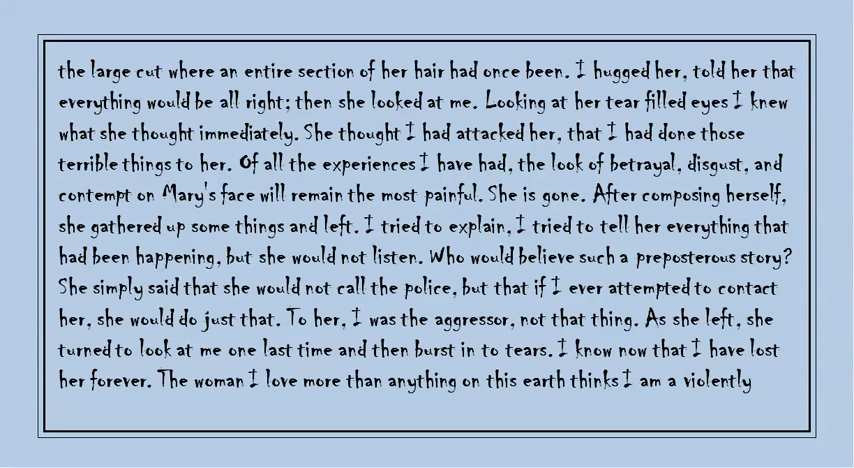 the large cut where an entire section of her hair had once been. I hugged her, told her that
everything would be all right; then she looked at me. Looking at her tear filled eyes I knew
what she thought immediately. She thought I had attacked her, that I had done those
terrible things to her. Of all the experiences I have had, the look of betrayal, disgust, and
contempt on Mary's face will remain the most painful. She is gone. After composing herself,
she gathered up some things and left. I tried to explain, I tried to tell her everything that
had been happening, but she would not listen. Who would believe such a preposterous story?
She simply said that she would not call the police, but that if I ever attempted to contact
her, she would do just that. To her, I was the aggressor, not that thing. As she left, she
turned to look at me one last time and then burst in to tears. I know now that I have lost
her forever. The woman I love more than anything on this earth thinks I am a violently